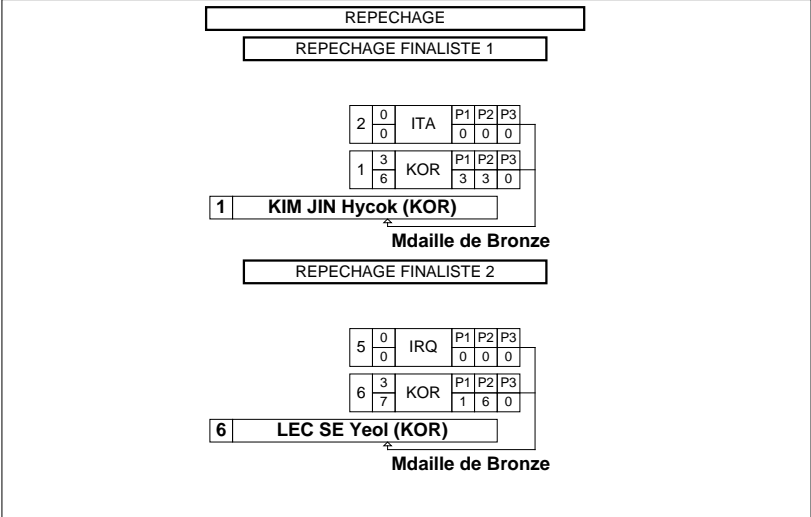 REPECHAGE
REPECHAGE FINALISTE 1
2 0 ITA P1 P2 P3
0 0 0 0
1 3 KOR P1 P2 P3
6 3 3 0
1 KIM JIN Hycok (KOR)
Mdaille de Bronze
REPECHAGE FINALISTE 2
5 0 IRQ P1 P2 P3
0 0 0 0
6 3 KOR P1 P2 P3
7 1 6 0
6 LEC SE Yeol (KOR)
Mdaille de Bronze